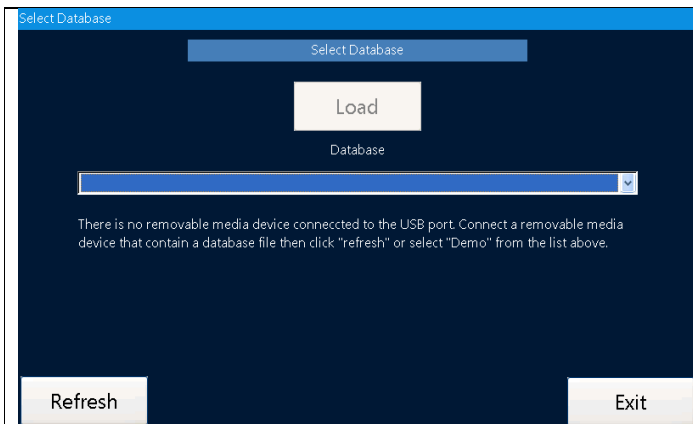 Select Database
Select Database
Load
Database
There is no removable media device conneccted to the USB port. Connect a removable media
device that contain a database file then click "refresh" or select "Demo" from the list above.
Refresh
Exit